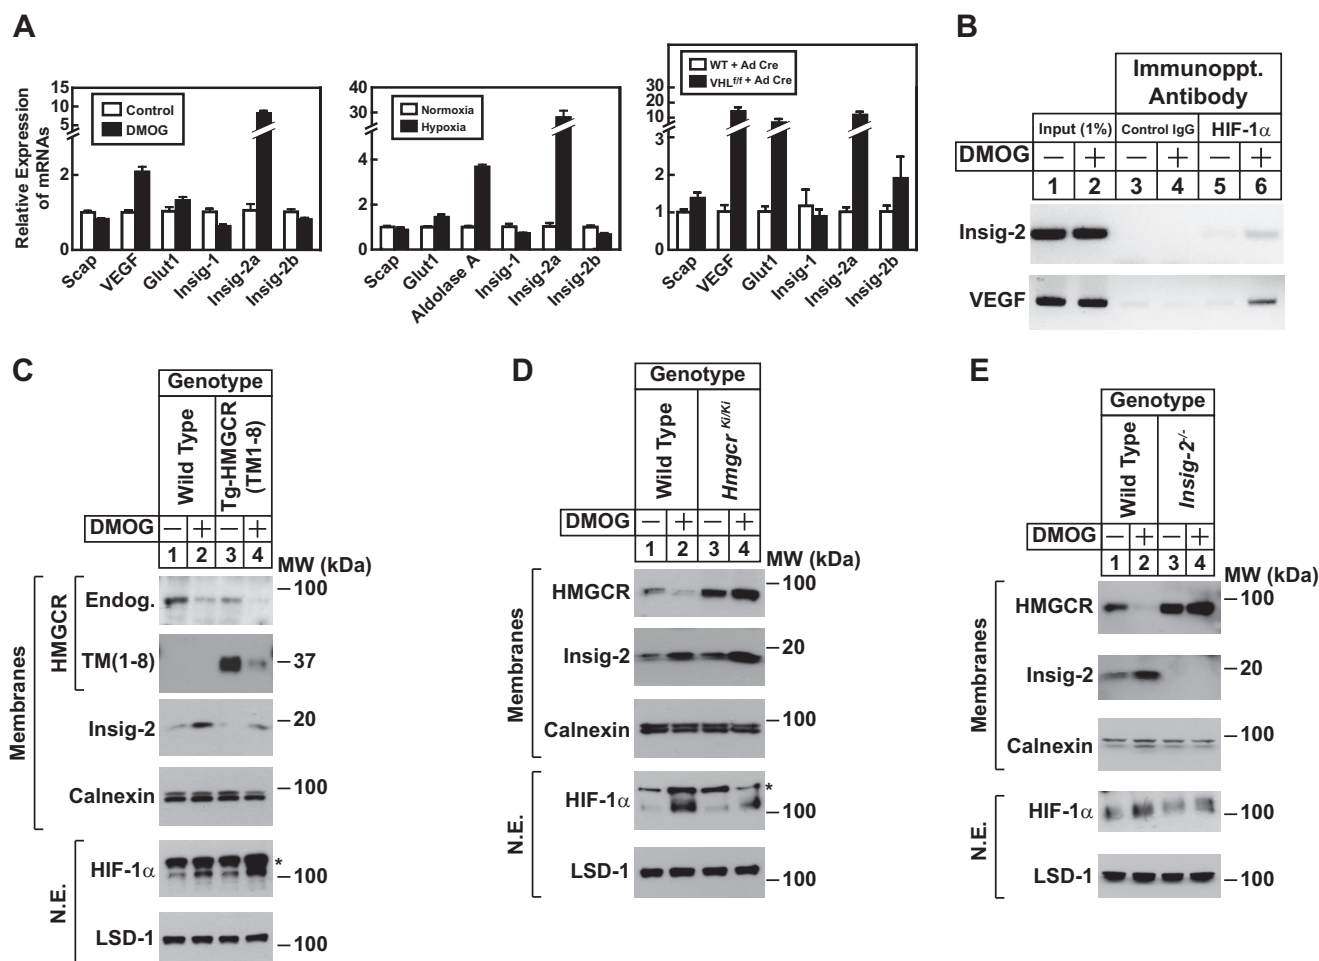 A
Relative Expression
of mRNAs
15
10
5
2
0
Control
DMOG
Scap
VEGF
Glut1
Insig-1
Insig-2a
Insig-2b
40
30
6
4
2
0
Normoxia
Hypoxia
Scap
Glut1
Aldolase A
Insig-1
Insig-2a
Insig-2b
30
20
10
3
2
1
0
WT + Ad Cre
VHLf/f + Ad Cre
Scap
VEGF
Glut1
Insig-1
Insig-2a
Insig-2b
B
Immunoppt.
Antibody
Input (1%) Control IgG HIF-1α
DMOG − + − + − +
1 2 3 4 5 6
Insig-2
VEGF
C
Genotype
Wild Type
Tg-HMGCR
(TM1-8)
DMOG − + − +
1 2 3 4
MW (kDa)
Membranes
HMGCR
Endog. 100
TM(1-8) 37
Insig-2 20
Calnexin 100
N.E.
HIF-1α * 100
LSD-1 100
D
Genotype
Wild Type
Hmgcr Ki/Ki
DMOG − + − +
1 2 3 4
MW (kDa)
Membranes
HMGCR 100
Insig-2 20
Calnexin 100
N.E.
HIF-1α * 100
LSD-1 100
E
Genotype
Wild Type
Insig-2-/-
DMOG − + − +
1 2 3 4
MW (kDa)
Membranes
HMGCR 100
Insig-2 20
Calnexin 100
N.E.
HIF-1α 100
LSD-1 100